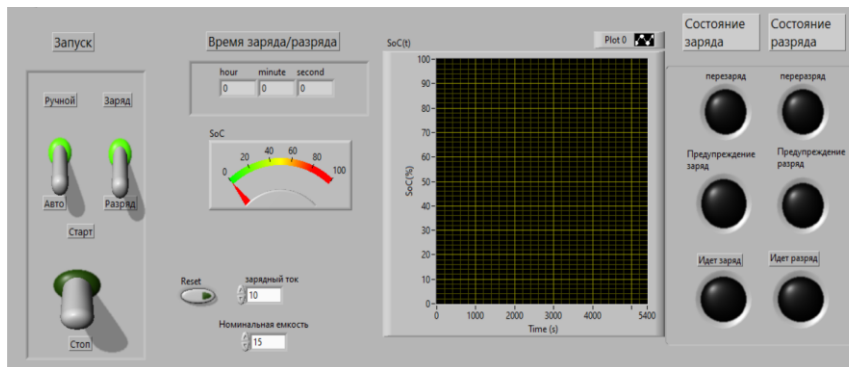 Запуск
Ручной
Заряд
Авто
Разряд
Старт
Стоп
Время заряда/разряда
hour
minute
second
0
0
0
SoC
0
20
40
60
80
100
Reset
зарядный ток
10
Номинальная емкость
15
SoC(t)
Plot 0
SoC(%)
100
90
80
70
60
50
40
30
20
10
0
0
1000
2000
3000
4000
5400
Time (s)
Состояние
заряда
Состояние
разряда
перезаряд
переразряд
Предупреждение
заряд
Предупреждение
разряд
Идет заряд
Идет разряд